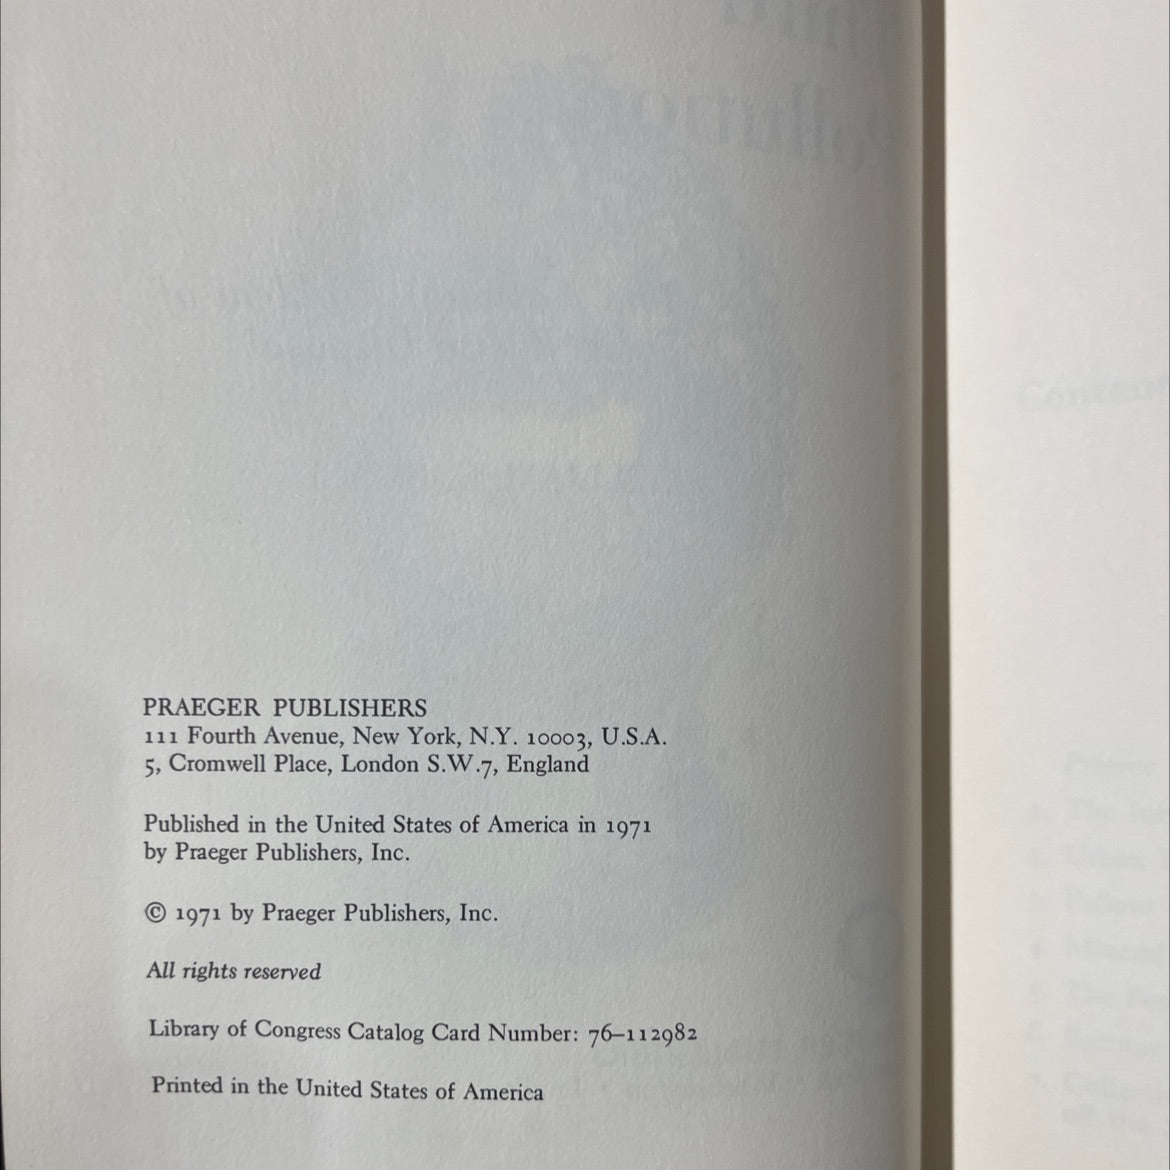 PRAEGER PUBLISHERS
111 Fourth Avenue, New York, N.Y. 10003, U.S.A.
5, Cromwell Place, London S.W.7, England
Published in the United States of America in 1971
by Praeger Publishers, Inc.
© 1971 by Praeger Publishers, Inc.
All rights reserved
Library of Congress Catalog Card Number: 76–112982
Printed in the United States of America